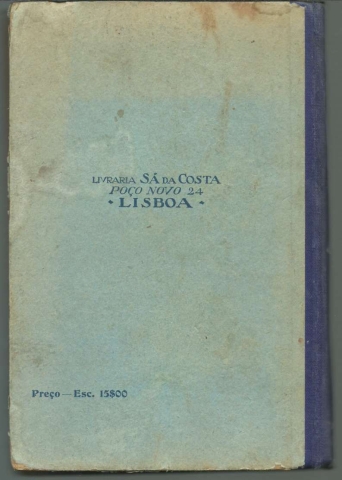 LIVRARIA SÁ DA COSTA
POÇO NOVO 24
• LISBOA •
Preço — Esc. 15$00